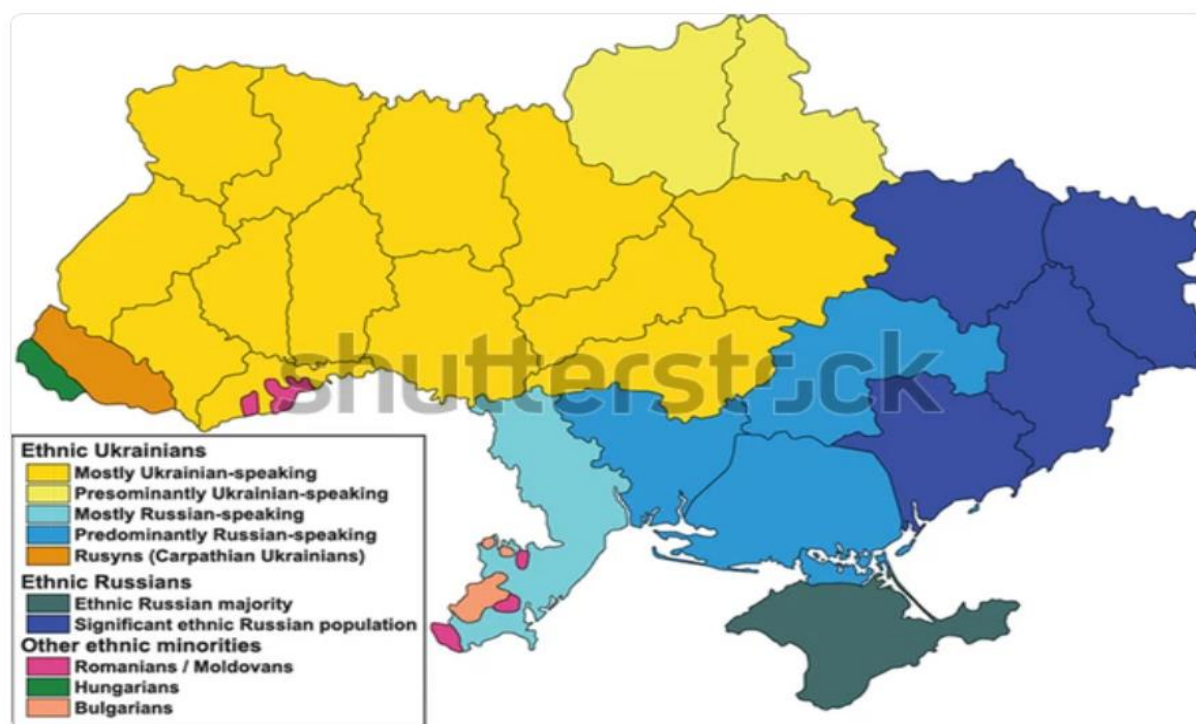 shutterstock
Ethnic Ukrainians
Mostly Ukrainian-speaking
Presominantly Ukrainian-speaking
Mostly Russian-speaking
Predominantly Russian-speaking
Rusyns (Carpathian Ukrainians)
Ethnic Russians
Ethnic Russian majority
Significant ethnic Russian population
Other ethnic minorities
Romanians / Moldovans
Hungarians
Bulgarians